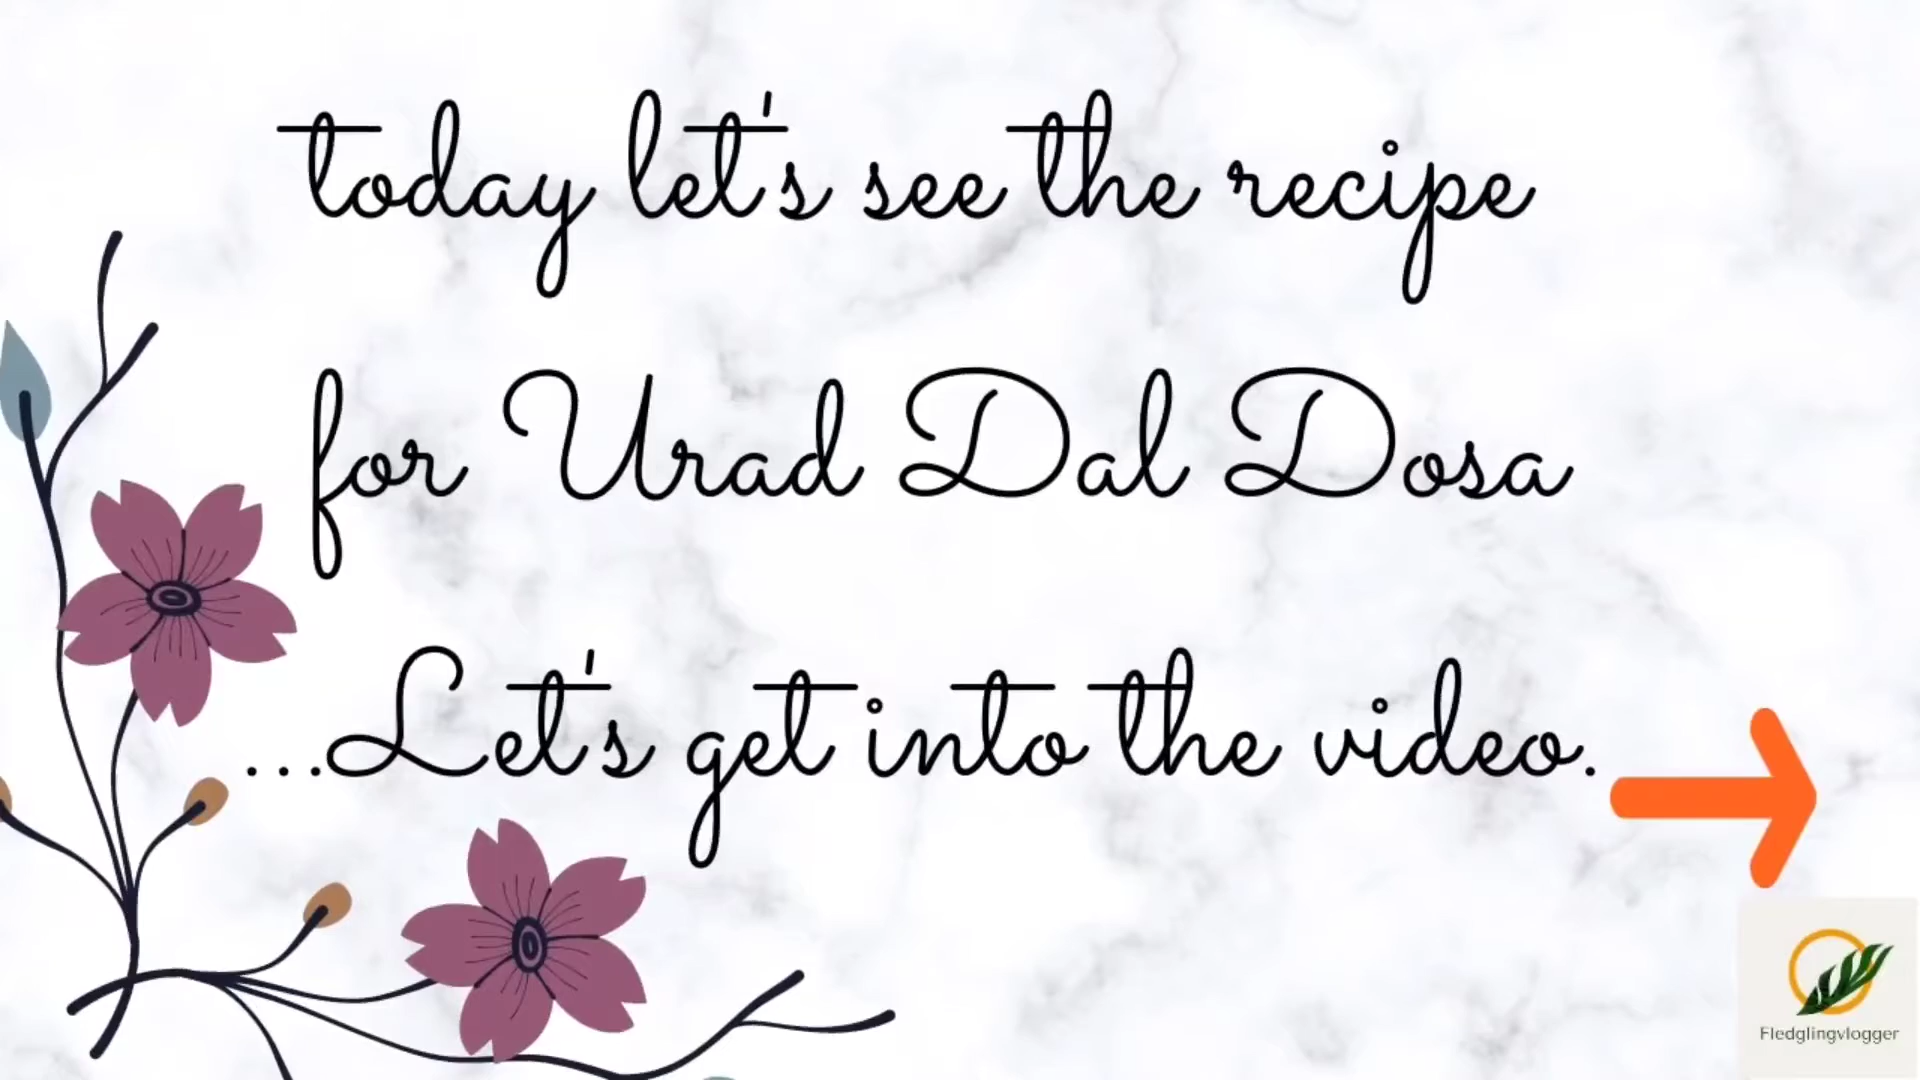 today let's see the recipe
for Urad Dal Dosa
...Let's get into the video.
Fledglingvlogger